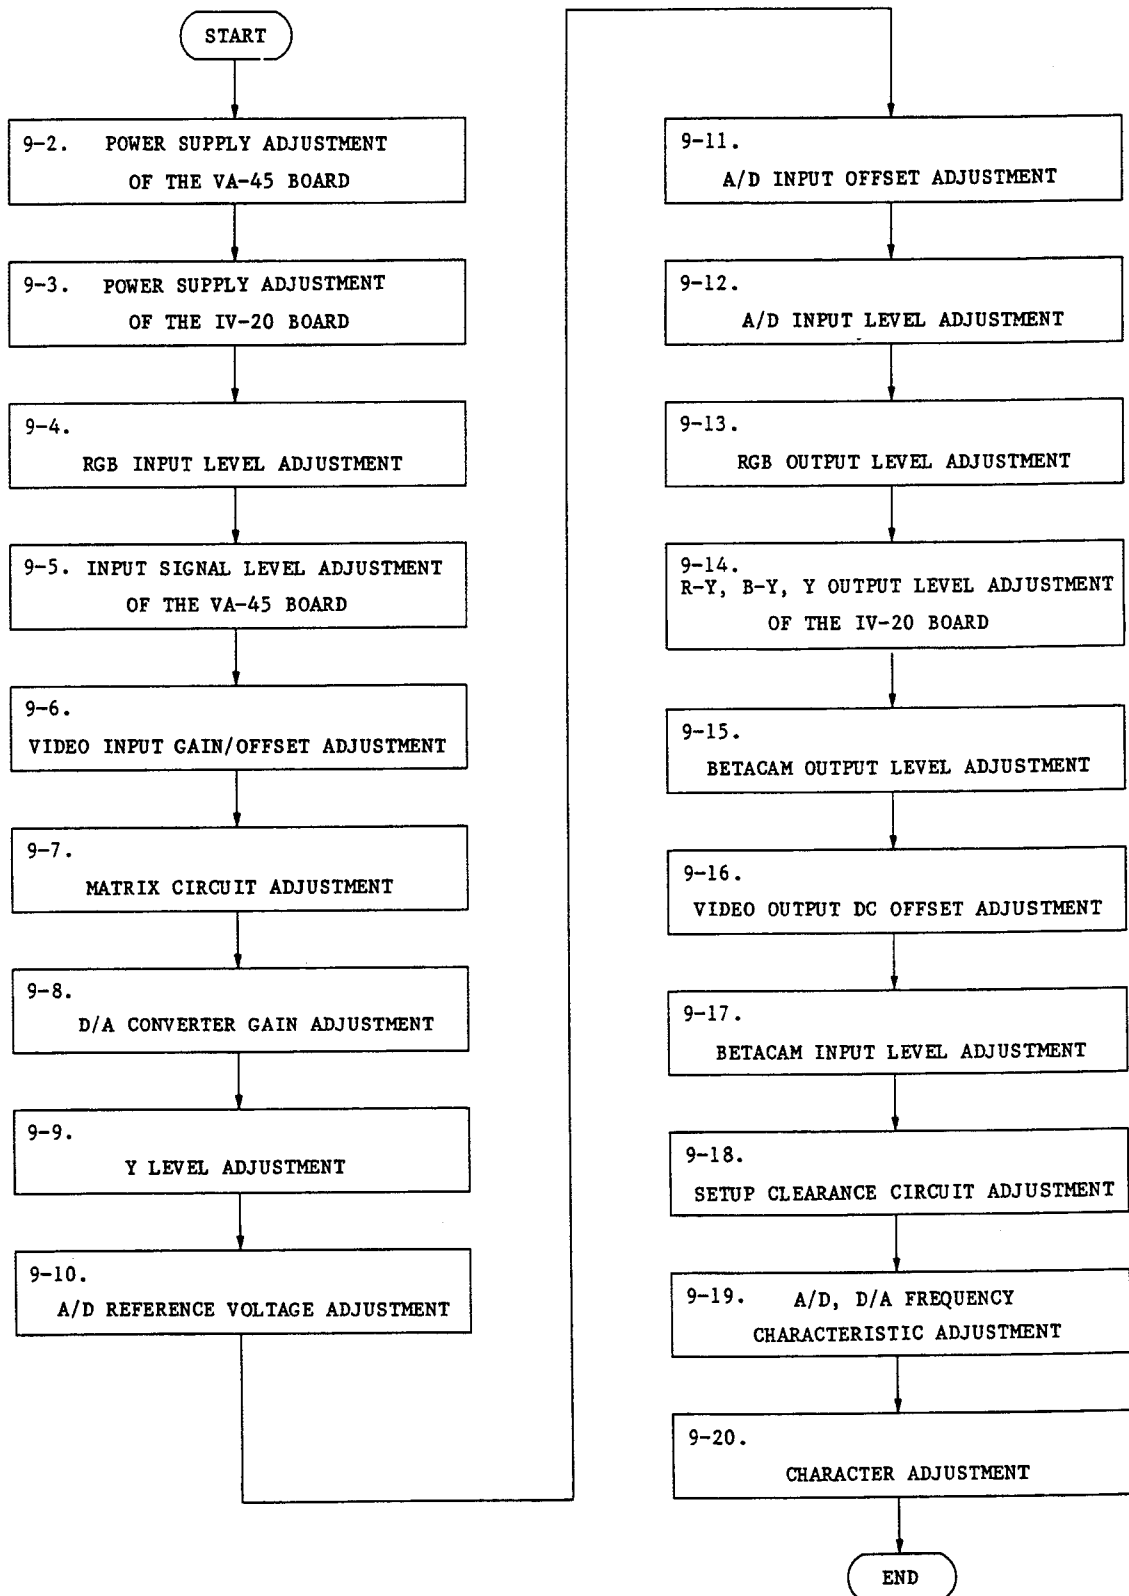 START
9-2. POWER SUPPLY ADJUSTMENT
OF THE VA-45 BOARD
9-3. POWER SUPPLY ADJUSTMENT
OF THE IV-20 BOARD
9-4.
RGB INPUT LEVEL ADJUSTMENT
9-5. INPUT SIGNAL LEVEL ADJUSTMENT
OF THE VA-45 BOARD
9-6.
VIDEO INPUT GAIN/OFFSET ADJUSTMENT
9-7.
MATRIX CIRCUIT ADJUSTMENT
9-8.
D/A CONVERTER GAIN ADJUSTMENT
9-9.
Y LEVEL ADJUSTMENT
9-10.
A/D REFERENCE VOLTAGE ADJUSTMENT
9-11.
A/D INPUT OFFSET ADJUSTMENT
9-12.
A/D INPUT LEVEL ADJUSTMENT
9-13.
RGB OUTPUT LEVEL ADJUSTMENT
9-14.
R-Y, B-Y, Y OUTPUT LEVEL ADJUSTMENT
OF THE IV-20 BOARD
9-15.
BETACAM OUTPUT LEVEL ADJUSTMENT
9-16.
VIDEO OUTPUT DC OFFSET ADJUSTMENT
9-17.
BETACAM INPUT LEVEL ADJUSTMENT
9-18.
SETUP CLEARANCE CIRCUIT ADJUSTMENT
9-19. A/D, D/A FREQUENCY
CHARACTERISTIC ADJUSTMENT
9-20.
CHARACTER ADJUSTMENT
END